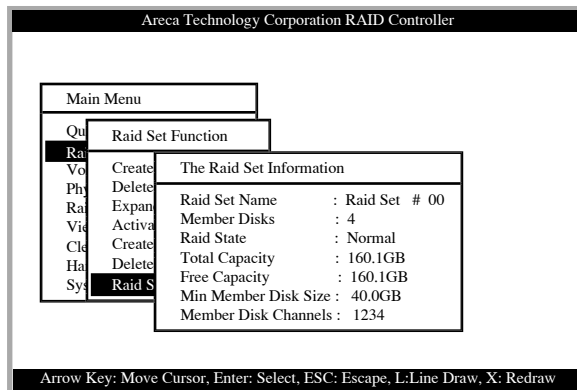 Areca Technology Corporation RAID Controller
Main Menu
Qu
Rai
Vo
Phy
Rai
Vie
Cle
Ha
Sys
Raid Set Function
Create
Delete
Expan
Activa
Create
Delete
Raid S
The Raid Set Information
Raid Set Name : Raid Set # 00
Member Disks : 4
Raid State : Normal
Total Capacity : 160.1GB
Free Capacity : 160.1GB
Min Member Disk Size : 40.0GB
Member Disk Channels : 1234
Arrow Key: Move Cursor, Enter: Select, ESC: Escape, L:Line Draw, X: Redraw